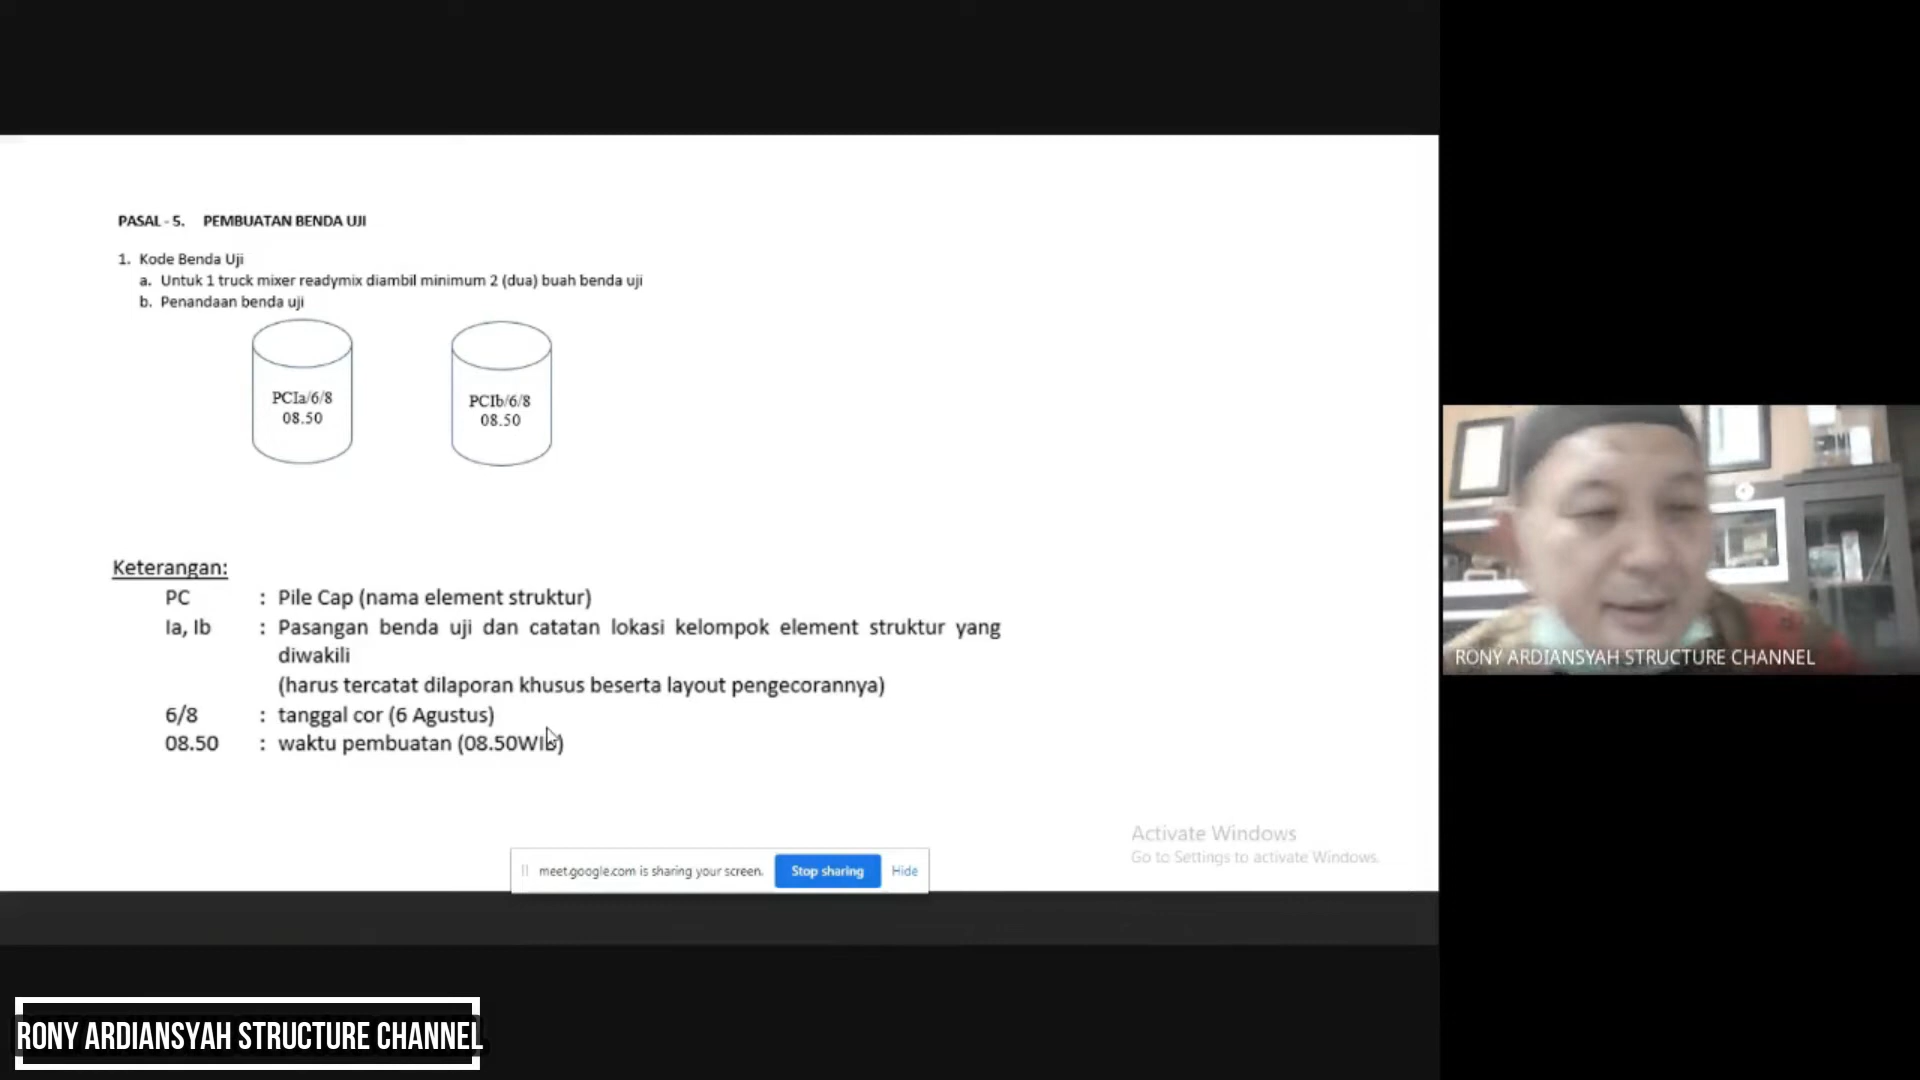 PASAL - 5. PEMBUATAN BENDA UJI
1. Kode Benda Uji
a. Untuk 1 truck mixer readymix diambil minimum 2 (dua) buah benda uji
b. Penandaan benda uji
PCIa/6/8
08.50
PCIb/6/8
08.50
Keterangan:
PC : Pile Cap (nama element struktur)
Ia, Ib : Pasangan benda uji dan catatan lokasi kelompok element struktur yang
diwakili
(harus tercatat dilaporan khusus beserta layout pengecorannya)
6/8 : tanggal cor (6 Agustus)
08.50 : waktu pembuatan (08.50WIB)
Activate Windows
Go to Settings to activate Windows.
meet.google.com is sharing your screen. Stop sharing Hide
RONY ARDIANSYAH STRUCTURE CHANNEL
RONY ARDIANSYAH STRUCTURE CHANNEL